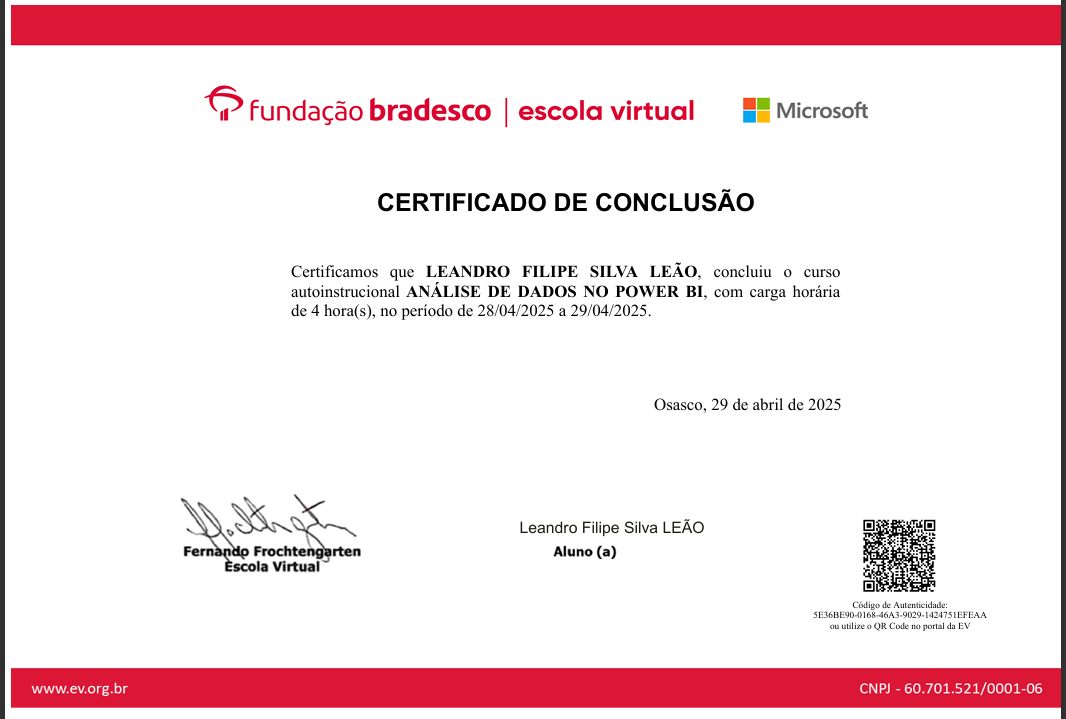 fundação bradesco | escola virtual Microsoft
CERTIFICADO DE CONCLUSÃO
Certificamos que LEANDRO FILIPE SILVA LEÃO, concluiu o curso
autoinstrucional ANÁLISE DE DADOS NO POWER BI, com carga horária
de 4 hora(s), no período de 28/04/2025 a 29/04/2025.
Osasco, 29 de abril de 2025
Fernando Frochtengarten
Escola Virtual
Leandro Filipe Silva LEÃO
Aluno (a)
Código de Autenticidade:
5E36BE90-0168-46A3-9029-1424751EFEAA
ou utilize o QR Code no portal da EV
www.ev.org.br
CNPJ - 60.701.521/0001-06